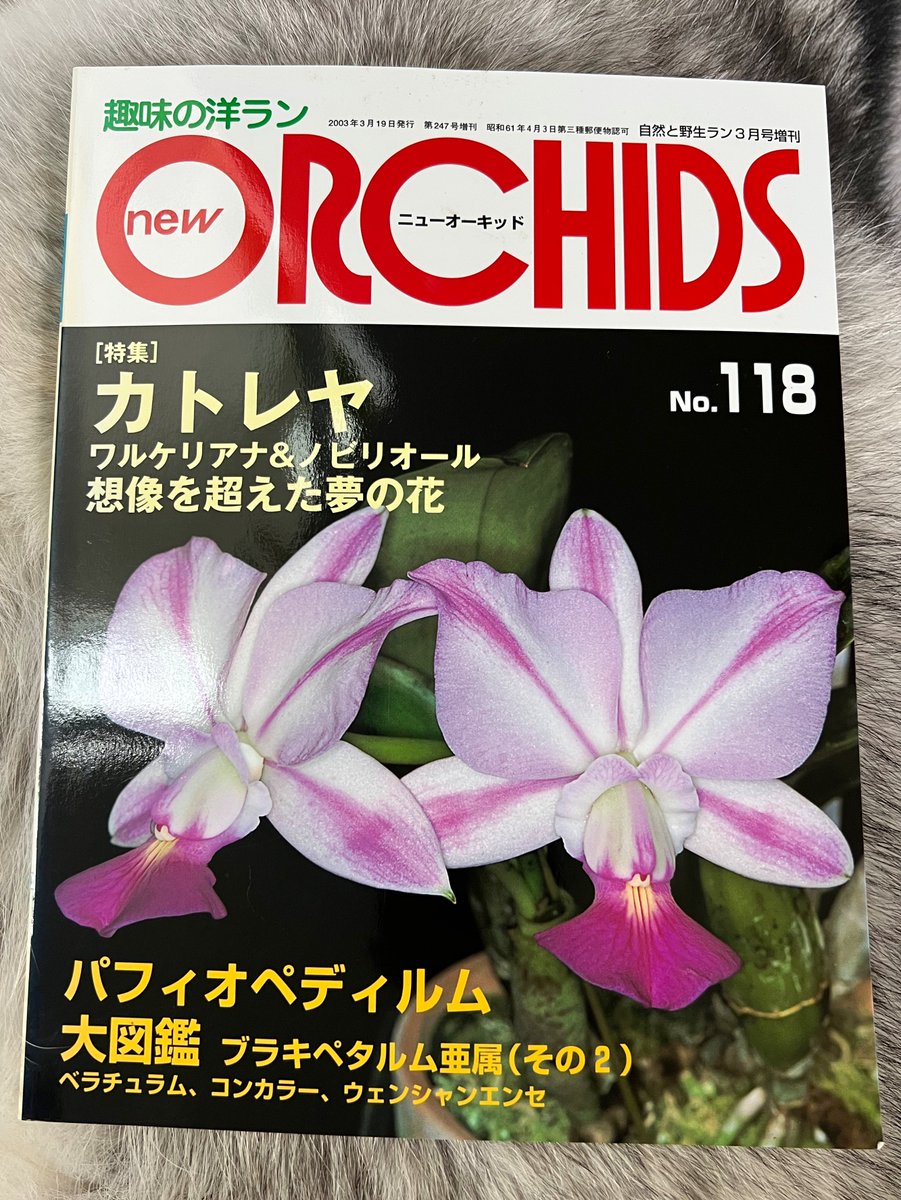 趣味の洋ラン
2003年3月19日発行 第247号増刊 昭和61年4月3日第三種郵便物認可 自然と野生ラン3月号増刊
new ORCHIDS
ニューオーキッド
[特集]
カトレヤ
No.118
ワルケリアナ&ノビリオール
想像を超えた夢の花
パフィオペディルム
大図鑑 ブラキペタルム亜属(その2)
ベラチュラム、コンカラー、ウェンシャンエンセ